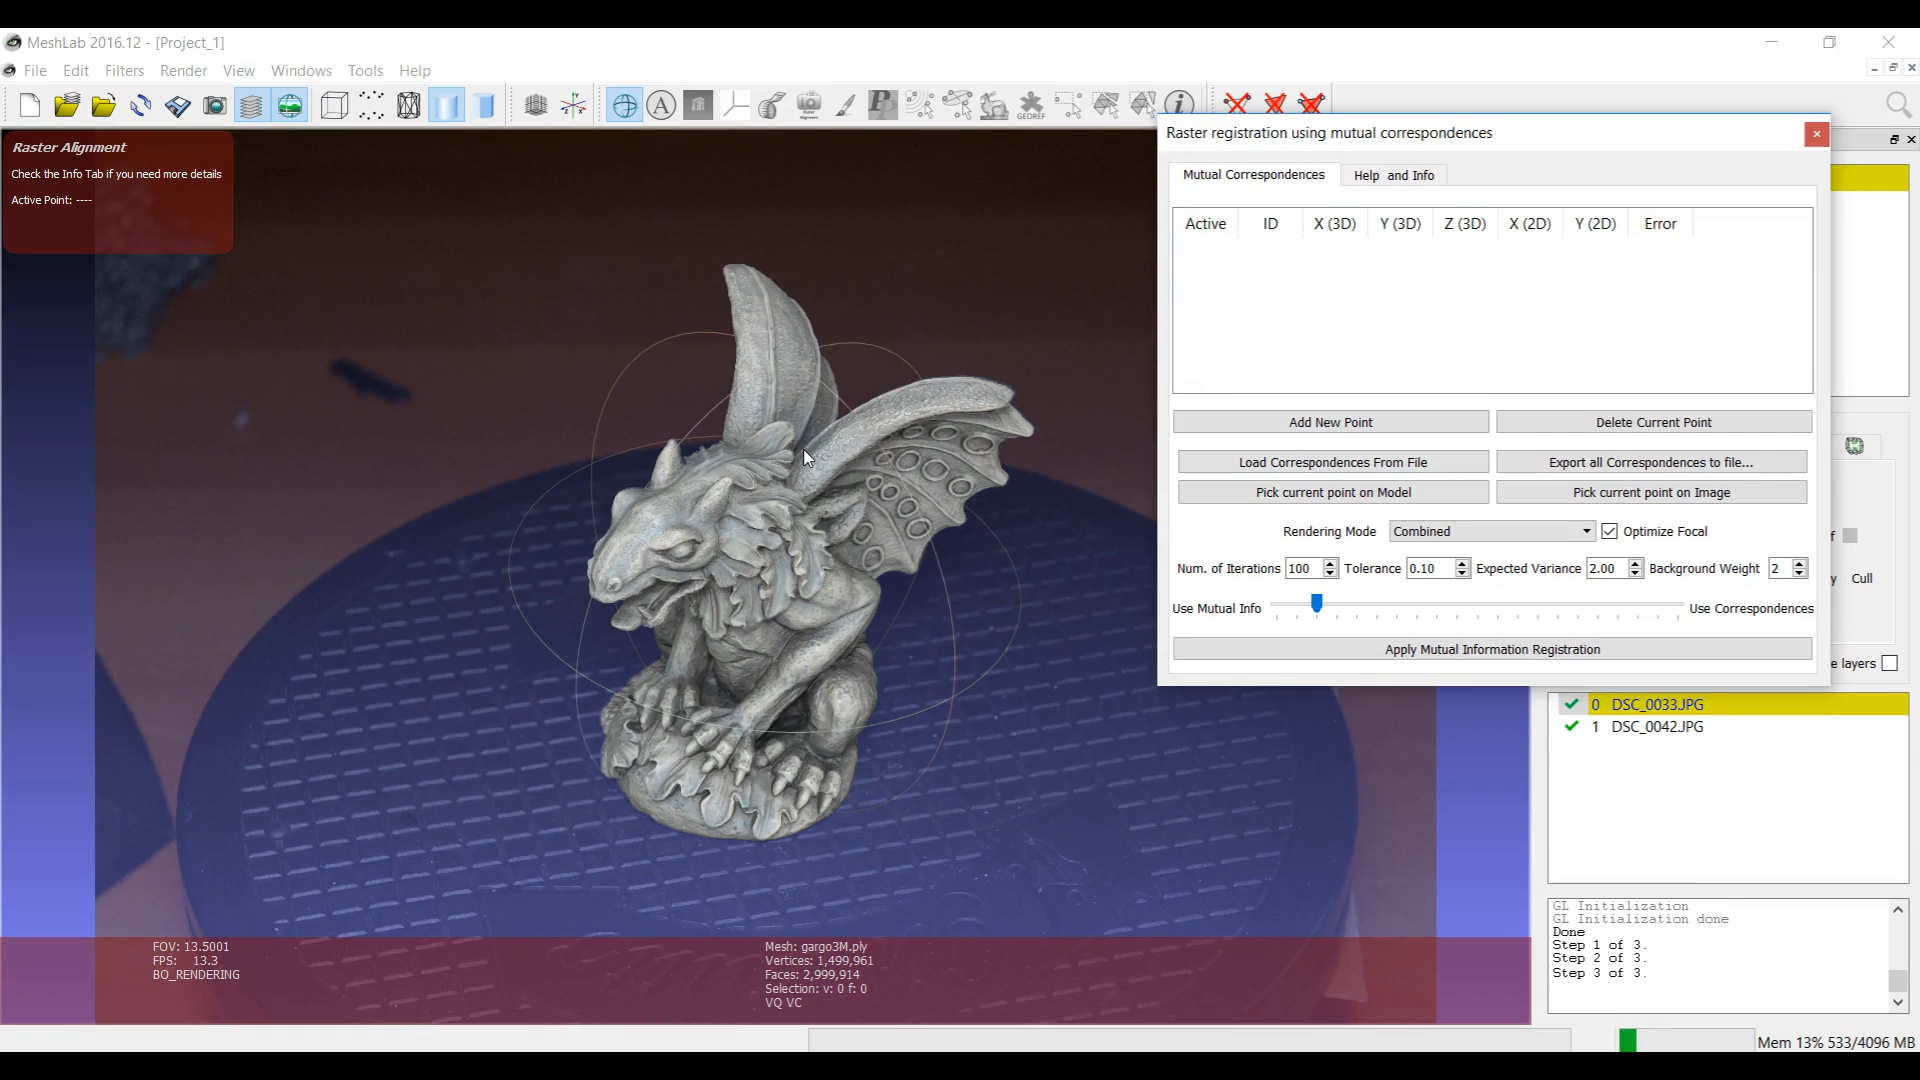 MeshLab 2016.12 - [Project_1]
File Edit Filters Render View Windows Tools Help
A P GEOREF i
Raster Alignment
Check the Info Tab if you need more details
Active Point: ----
Raster registration using mutual correspondences
Mutual Correspondences Help and Info
Active ID X (3D) Y (3D) Z (3D) X (2D) Y (2D) Error
Add New Point Delete Current Point
Load Correspondences From File Export all Correspondences to file...
Pick current point on Model Pick current point on Image
Rendering Mode Combined Optimize Focal
Num. of Iterations 100 Tolerance 0.10 Expected Variance 2.00 Background Weight 2
Use Mutual Info Use Correspondences
Apply Mutual Information Registration
f
y Cull
e layers
0 DSC_0033.JPG
1 DSC_0042.JPG
GL Initialization
GL Initialization done
Done
Step 1 of 3.
Step 2 of 3.
Step 3 of 3.
FOV: 13.5001
FPS: 13.3
BO_RENDERING
Mesh: gargo3M.ply
Vertices: 1,499,961
Faces: 2,999,914
Selection: v: 0 f: 0
VQ VC
Mem 13% 533/4096 MB